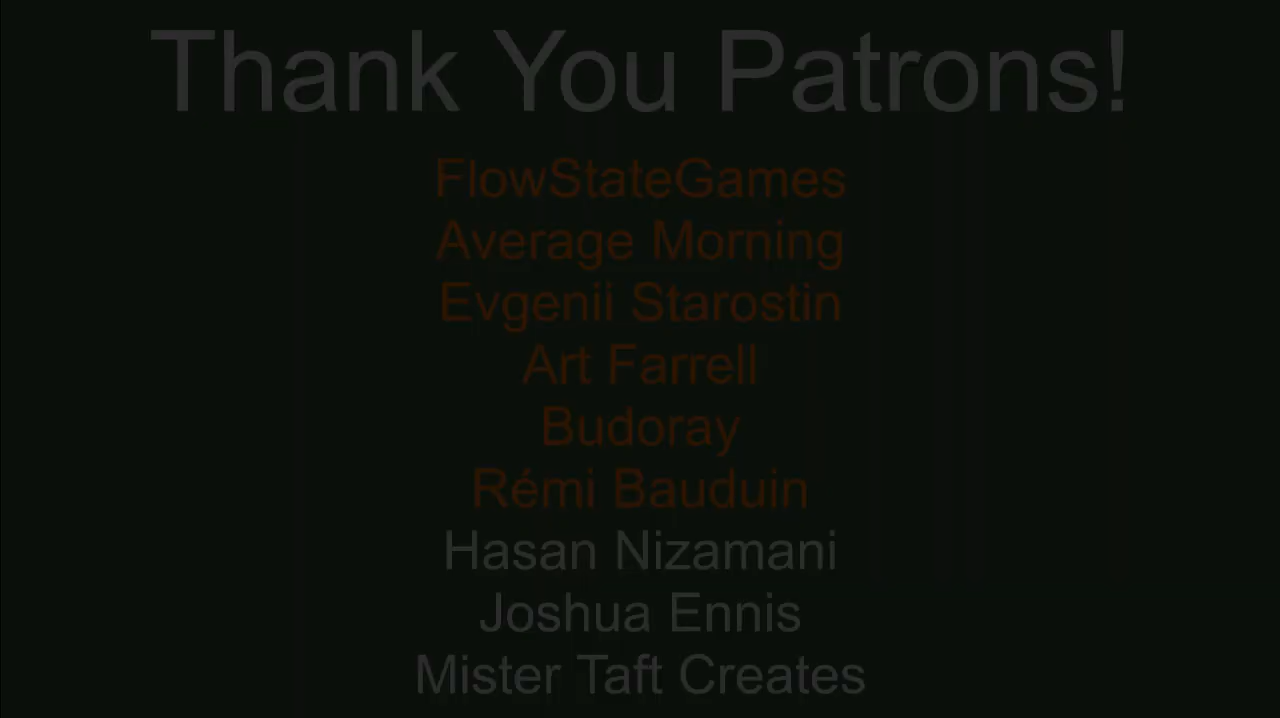 Thank You Patrons!
FlowStateGames
Average Morning
Evgenii Starostin
Art Farrell
Budoray
Rémi Bauduin
Hasan Nizamani
Joshua Ennis
Mister Taft Creates